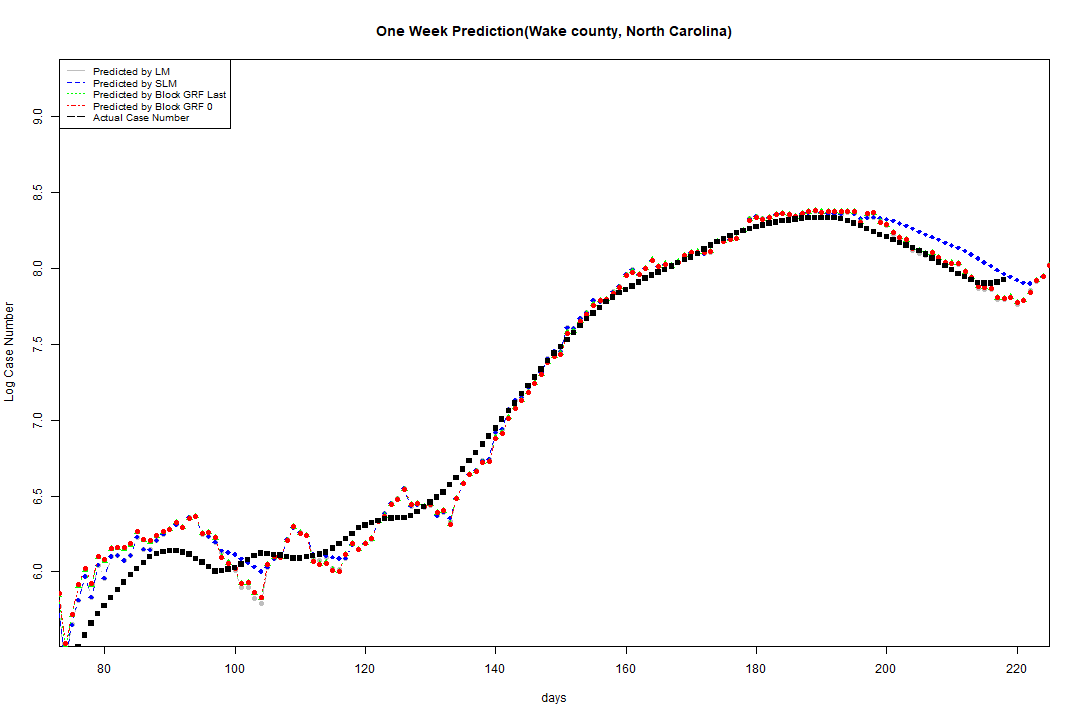 One Week Prediction(Wake county, North Carolina)
Predicted by LM
Predicted by SLM
Predicted by Block GRF Last
Predicted by Block GRF 0
Actual Case Number
Log Case Number
9.0
8.5
8.0
7.5
7.0
6.5
6.0
80 100 120 140 160 180 200 220
days